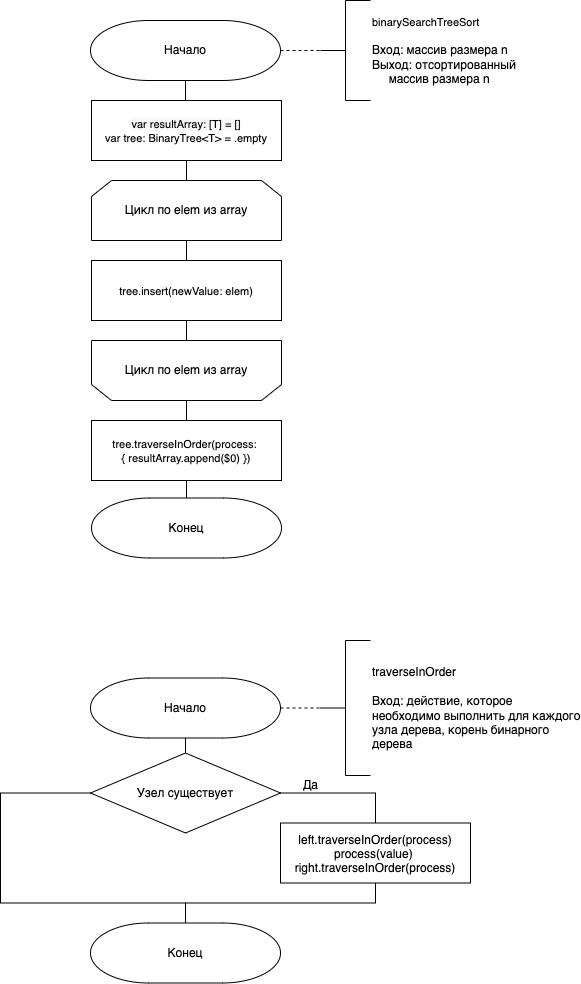 Начало
binarySearchTreeSort
Вход: массив размера n
Выход: отсортированный
массив размера n
var resultArray: [T] = []
var tree: BinaryTree<T> = .empty
Цикл по elem из array
tree.insert(newValue: elem)
Цикл по elem из array
tree.traverseInOrder(process:
{ resultArray.append($0) })
Конец
traverseInOrder
Вход: действие, которое
необходимо выполнить для каждого
узла дерева, корень бинарного
дерева
Начало
Узел существует
Да
left.traverseInOrder(process)
process(value)
right.traverseInOrder(process)
Конец